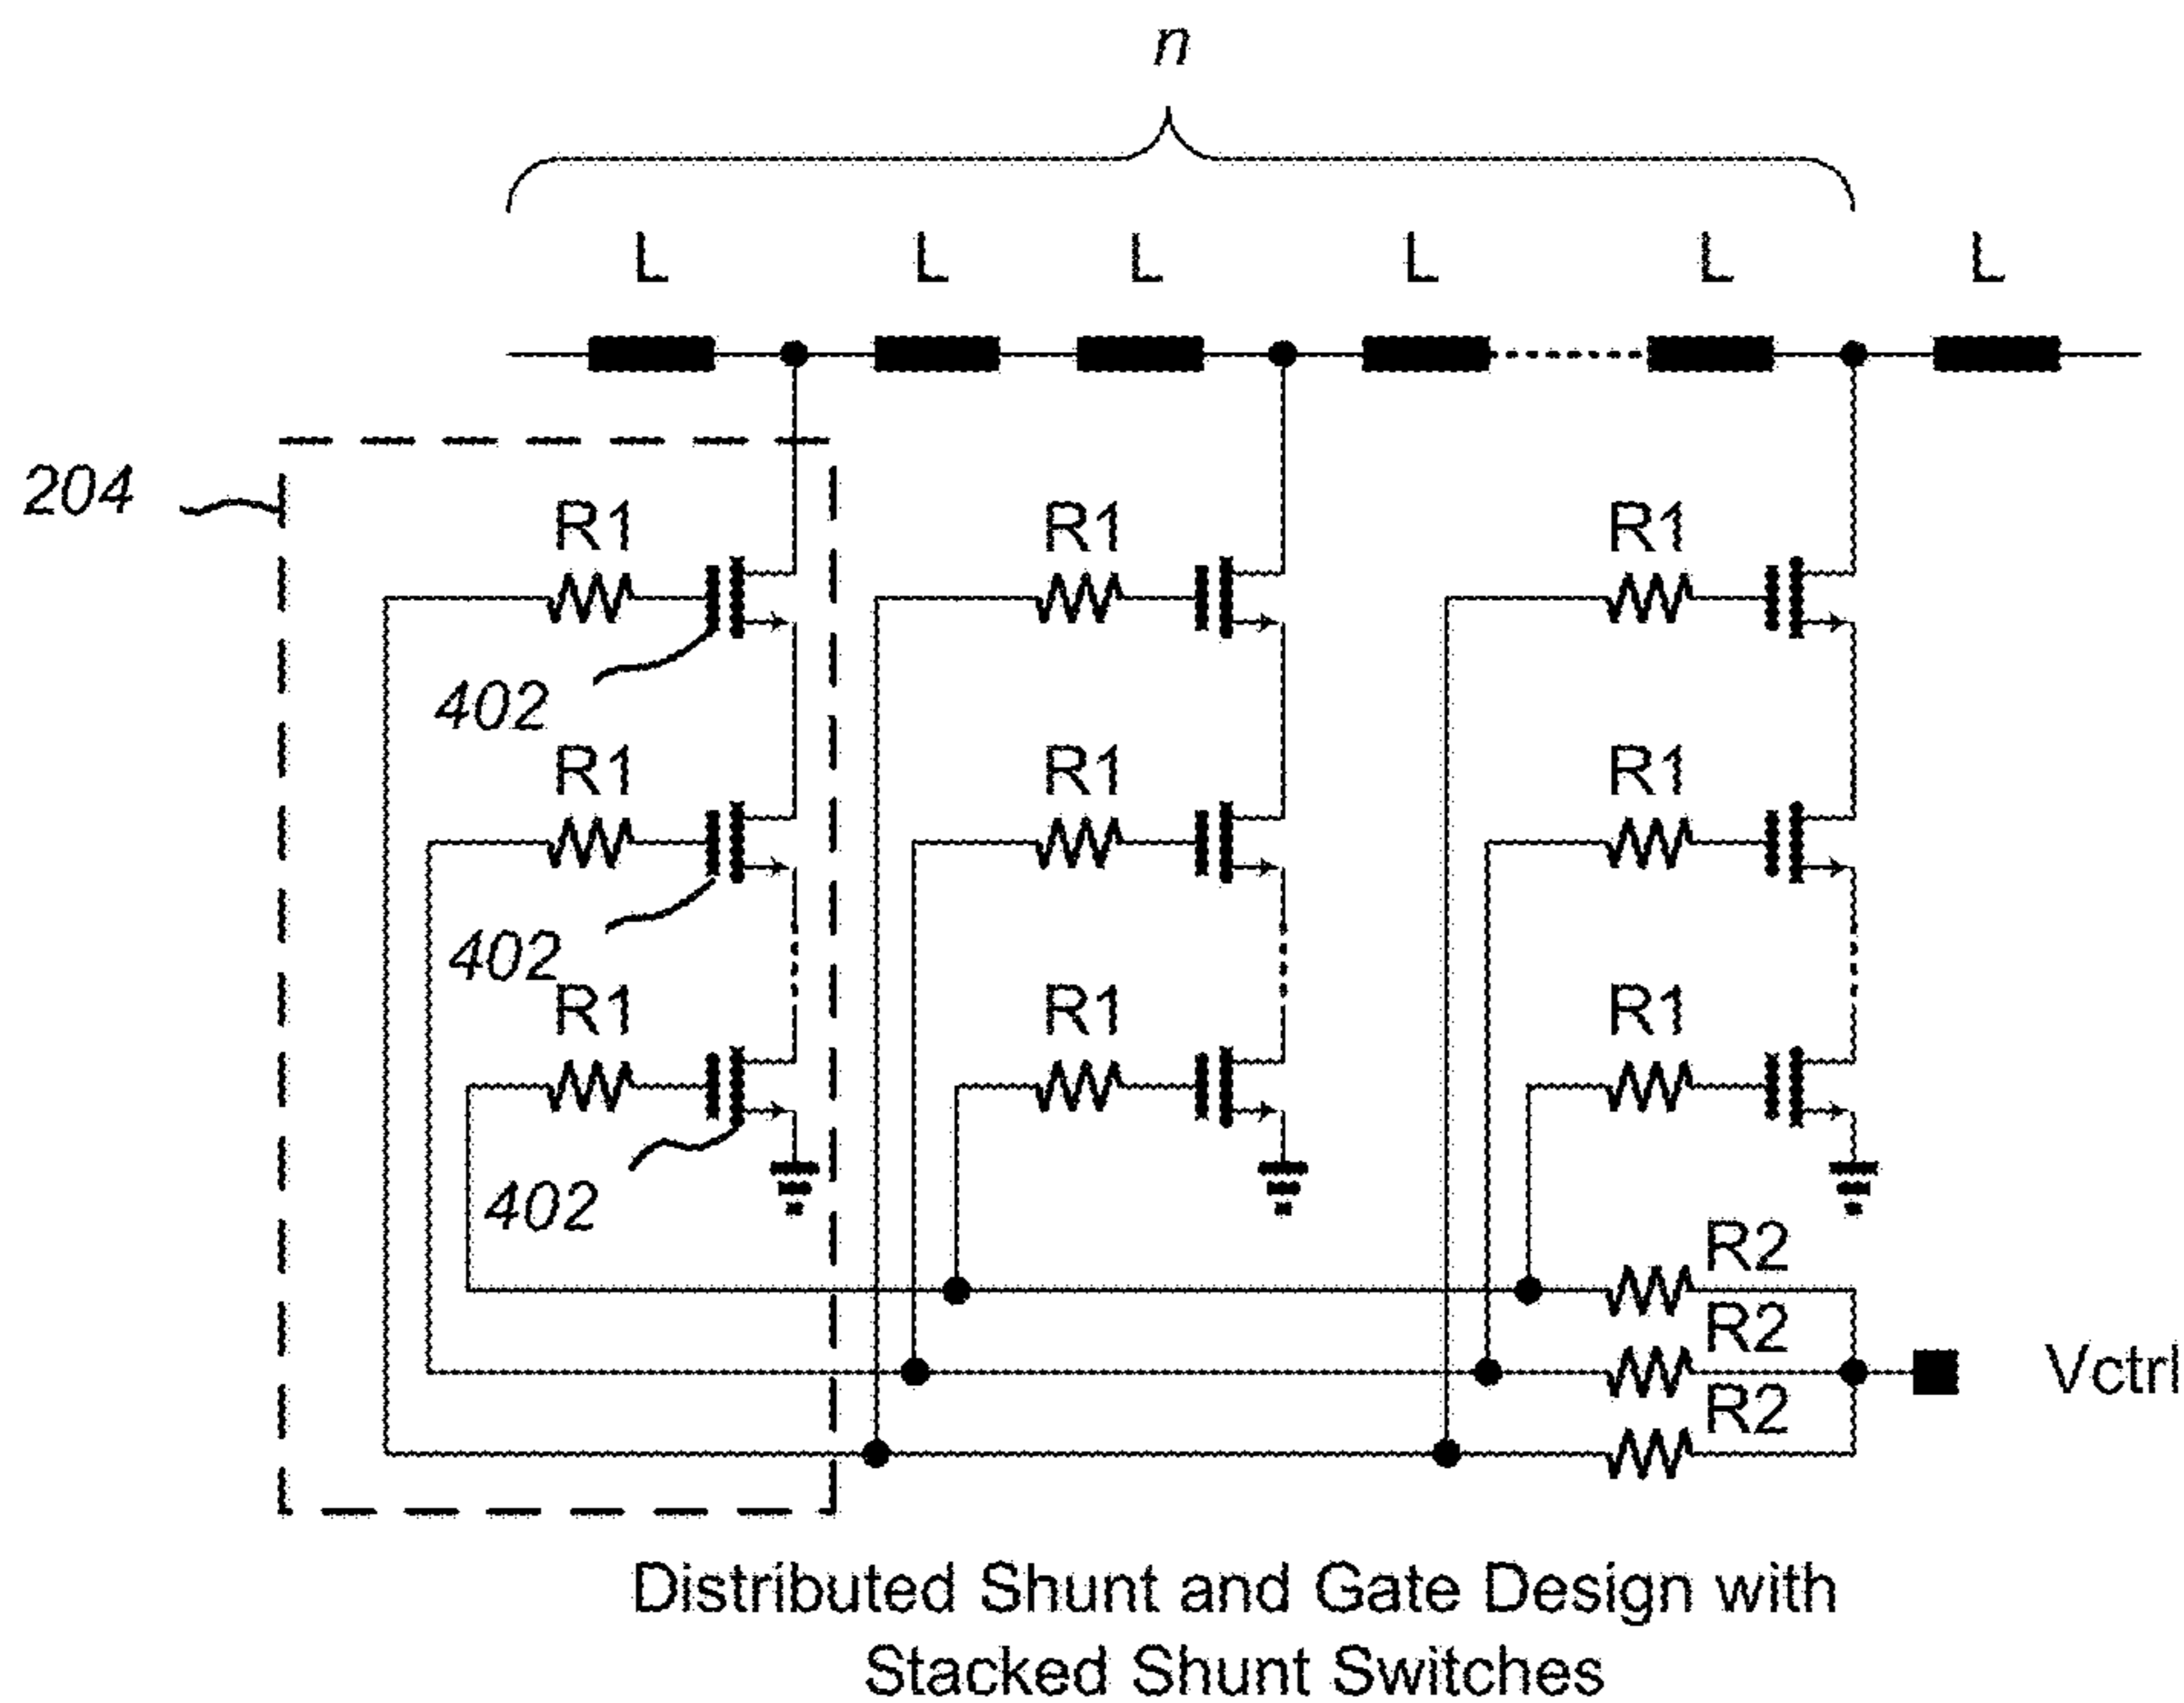 n
L L L L L L
204
R1 R1 R1
402
R1 R1 R1
402
R1 R1 R1
402
R2
R2
Vctrl
R2
Distributed Shunt and Gate Design with
Stacked Shunt Switches